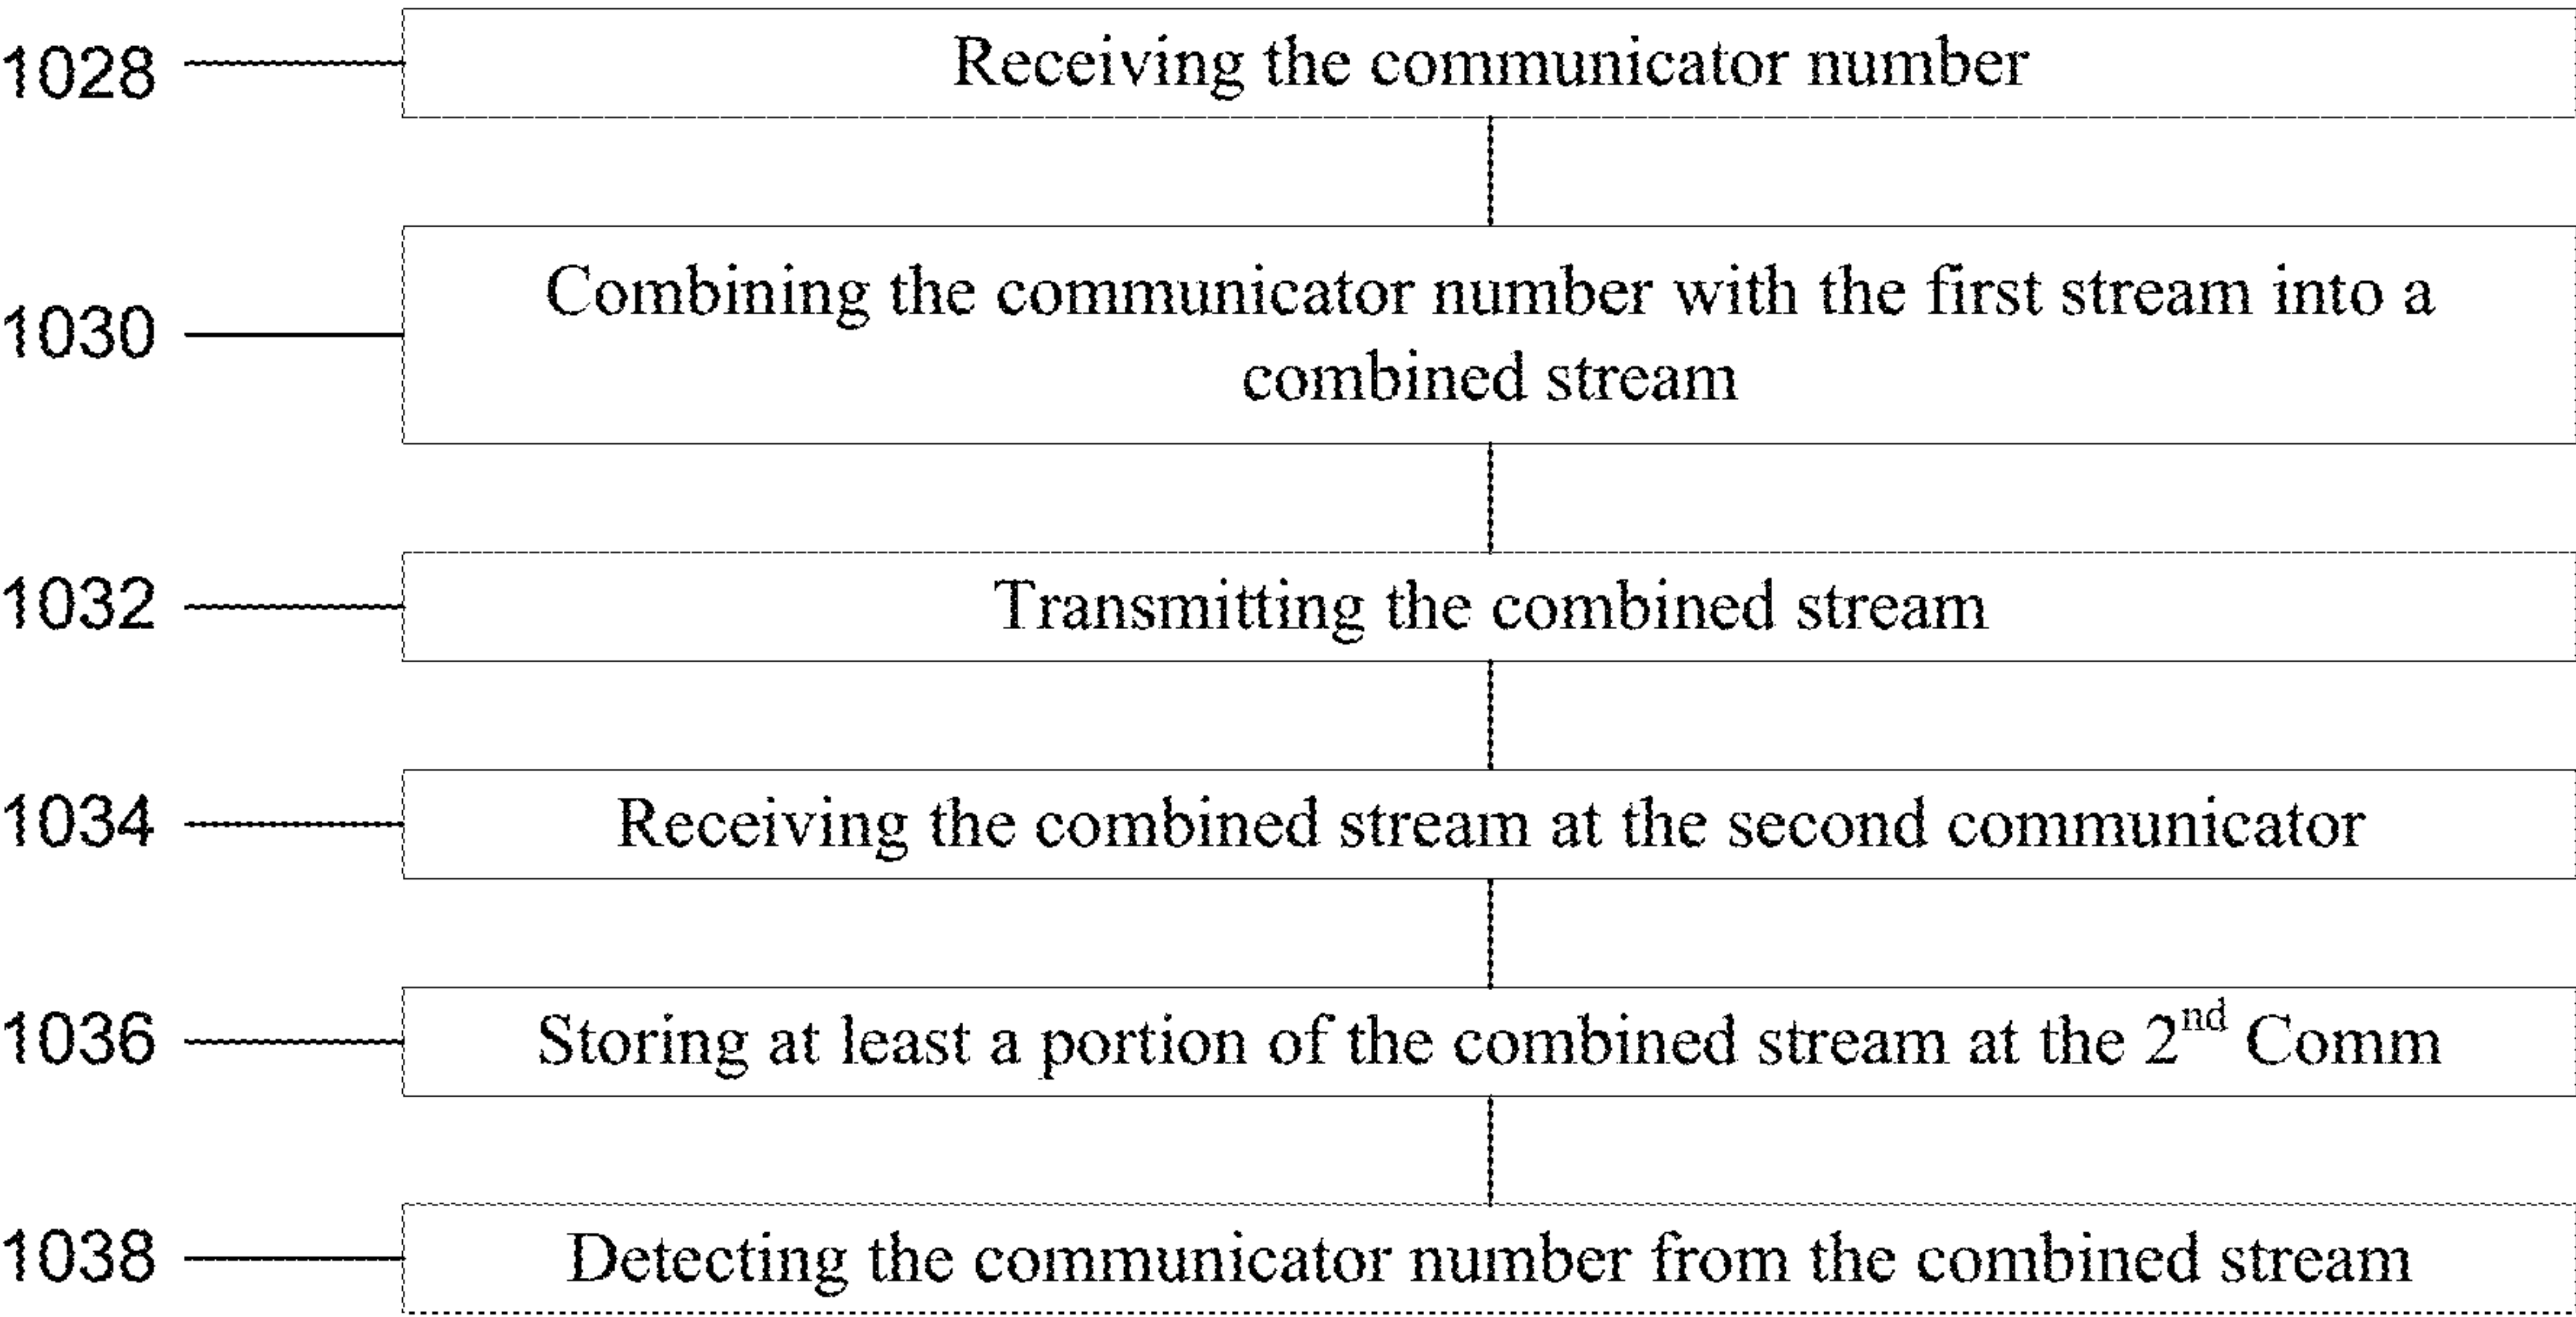 1028 Receiving the communicator number
1030 Combining the communicator number with the first stream into a
combined stream
1032 Transmitting the combined stream
1034 Receiving the combined stream at the second communicator
1036 Storing at least a portion of the combined stream at the 2nd Comm
1038 Detecting the communicator number from the combined stream